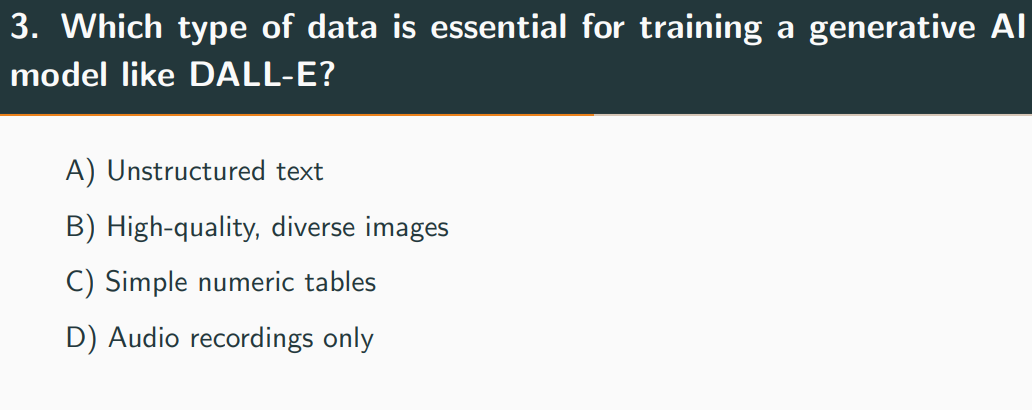 3. Which type of data is essential for training a generative AI
model like DALL-E?
A) Unstructured text
B) High-quality, diverse images
C) Simple numeric tables
D) Audio recordings only